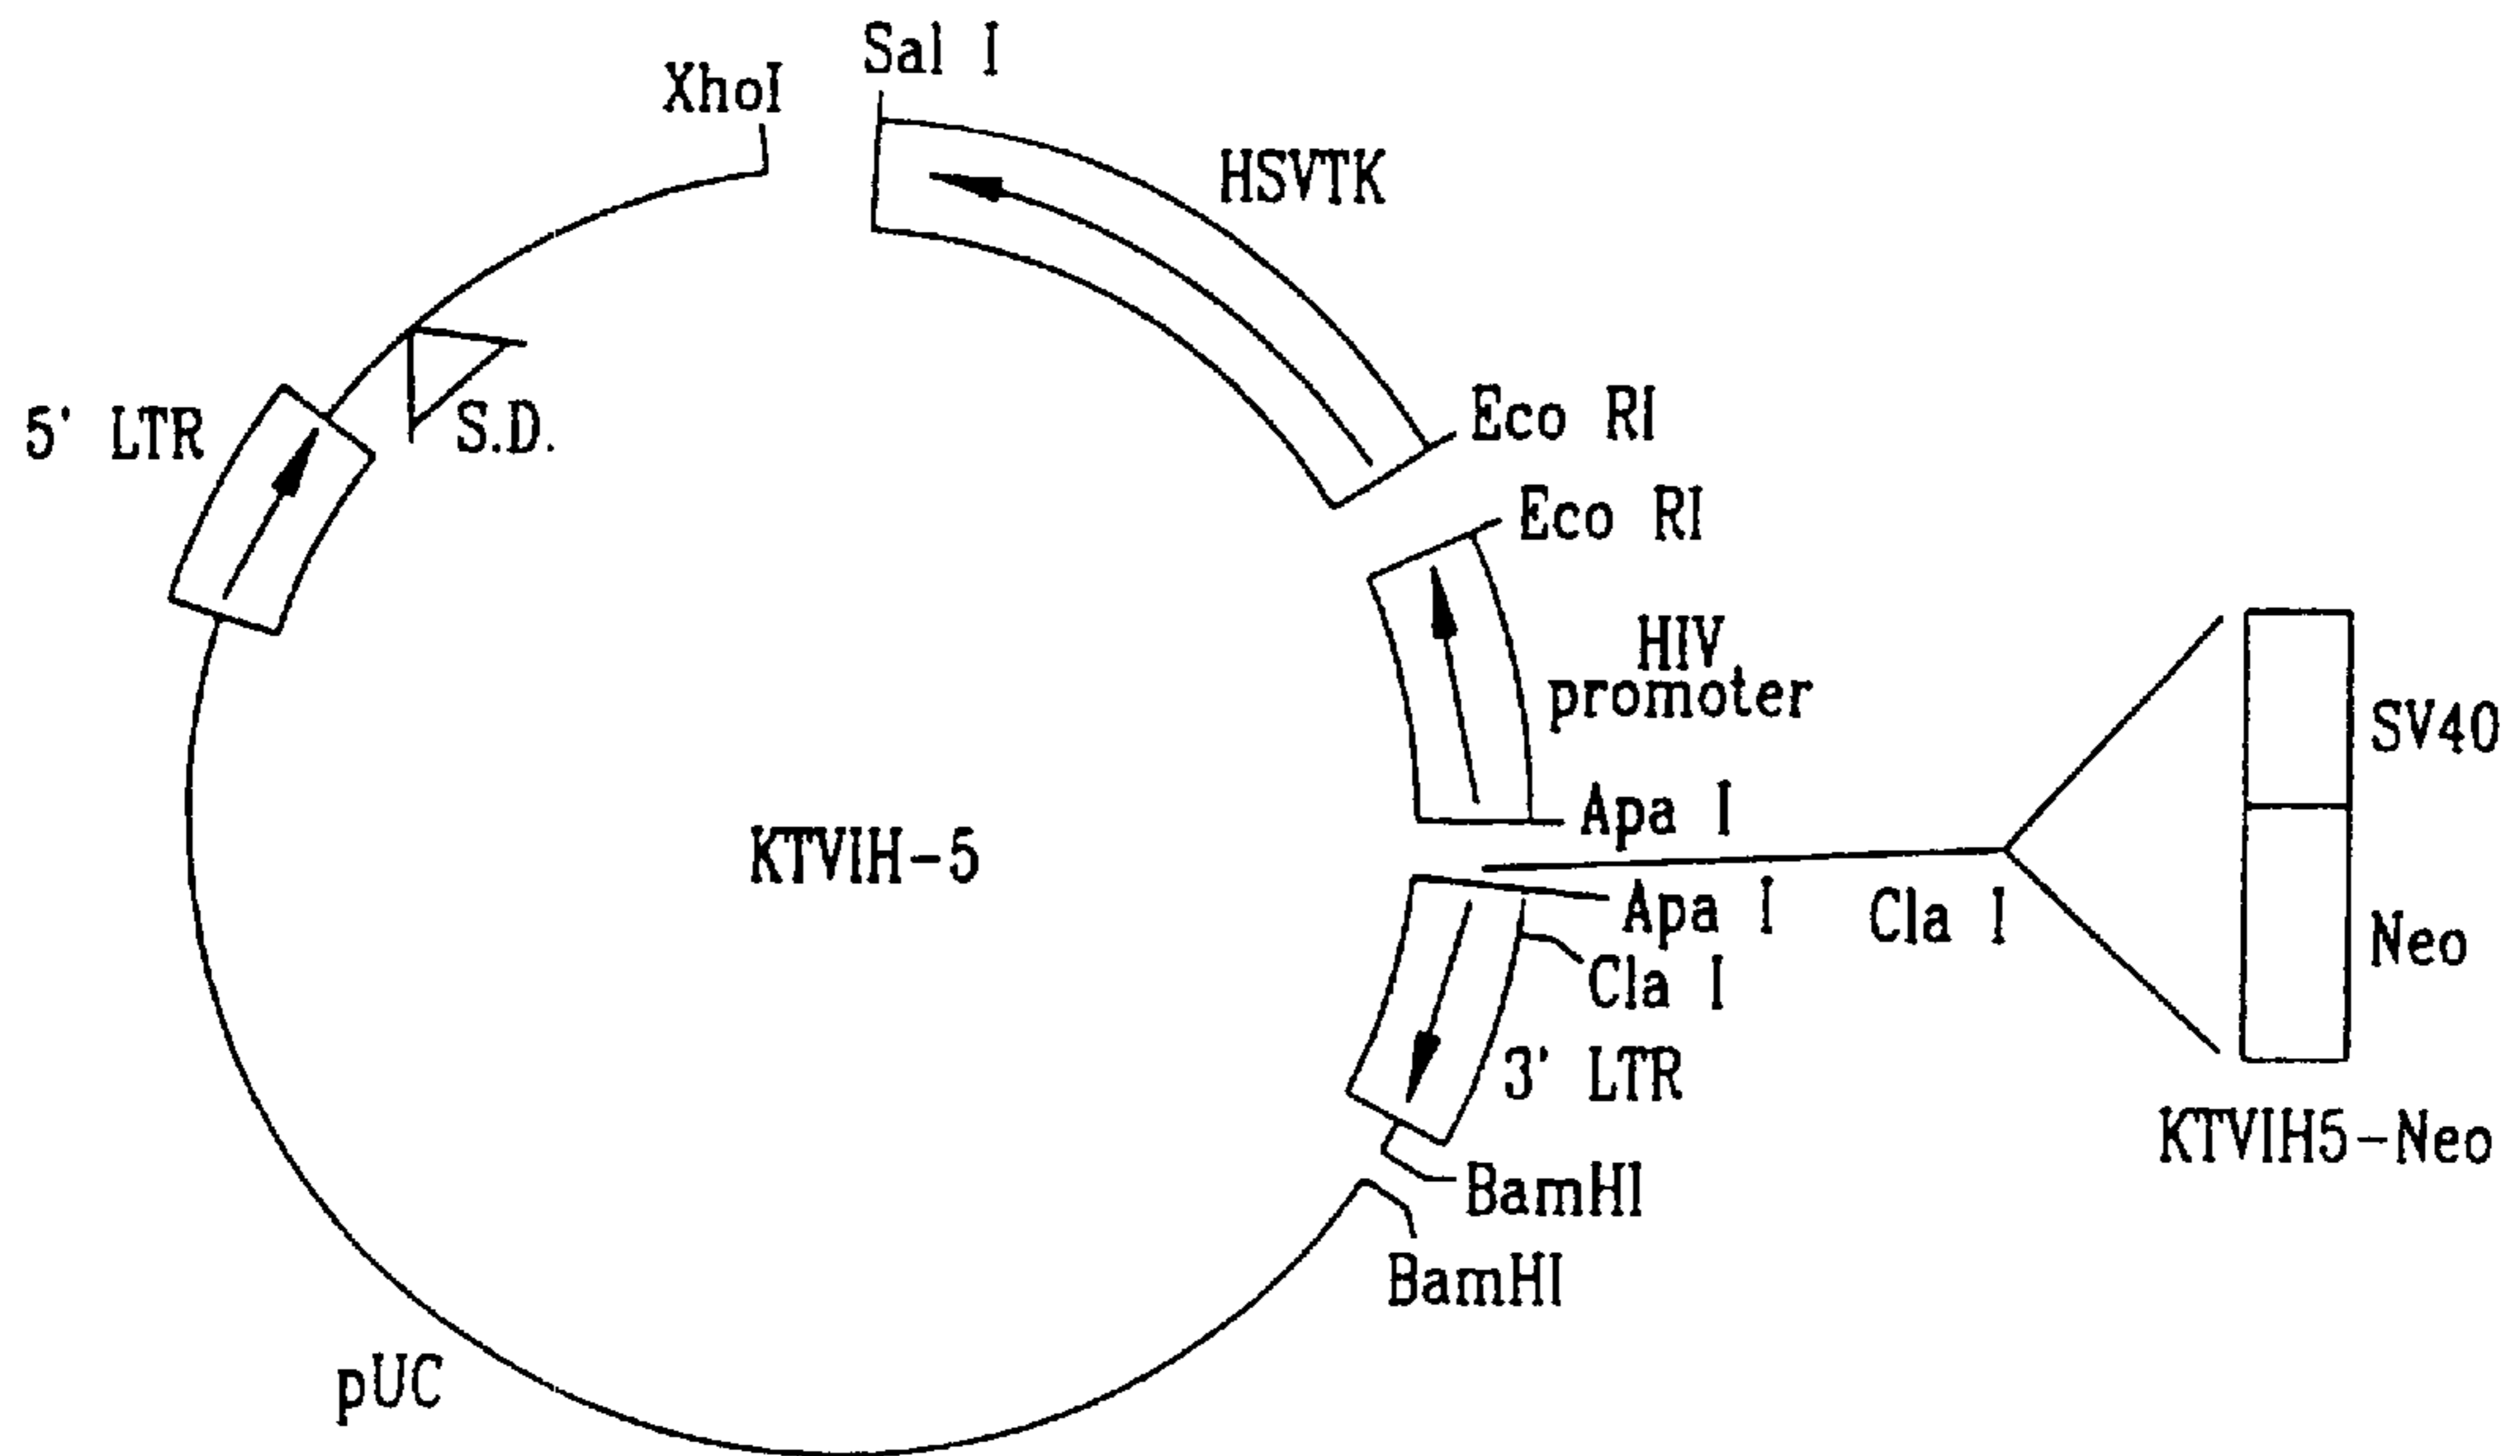 Sal I
XhoI
HSVTK
Eco RI
5' LTR
S.D.
Eco RI
HIV
promoter
SV40
Apa I
KTVIH-5
Apa I
Cla I
Neo
Cla I
3' LTR
KTVIH5-Neo
BamHI
BamHI
pUC